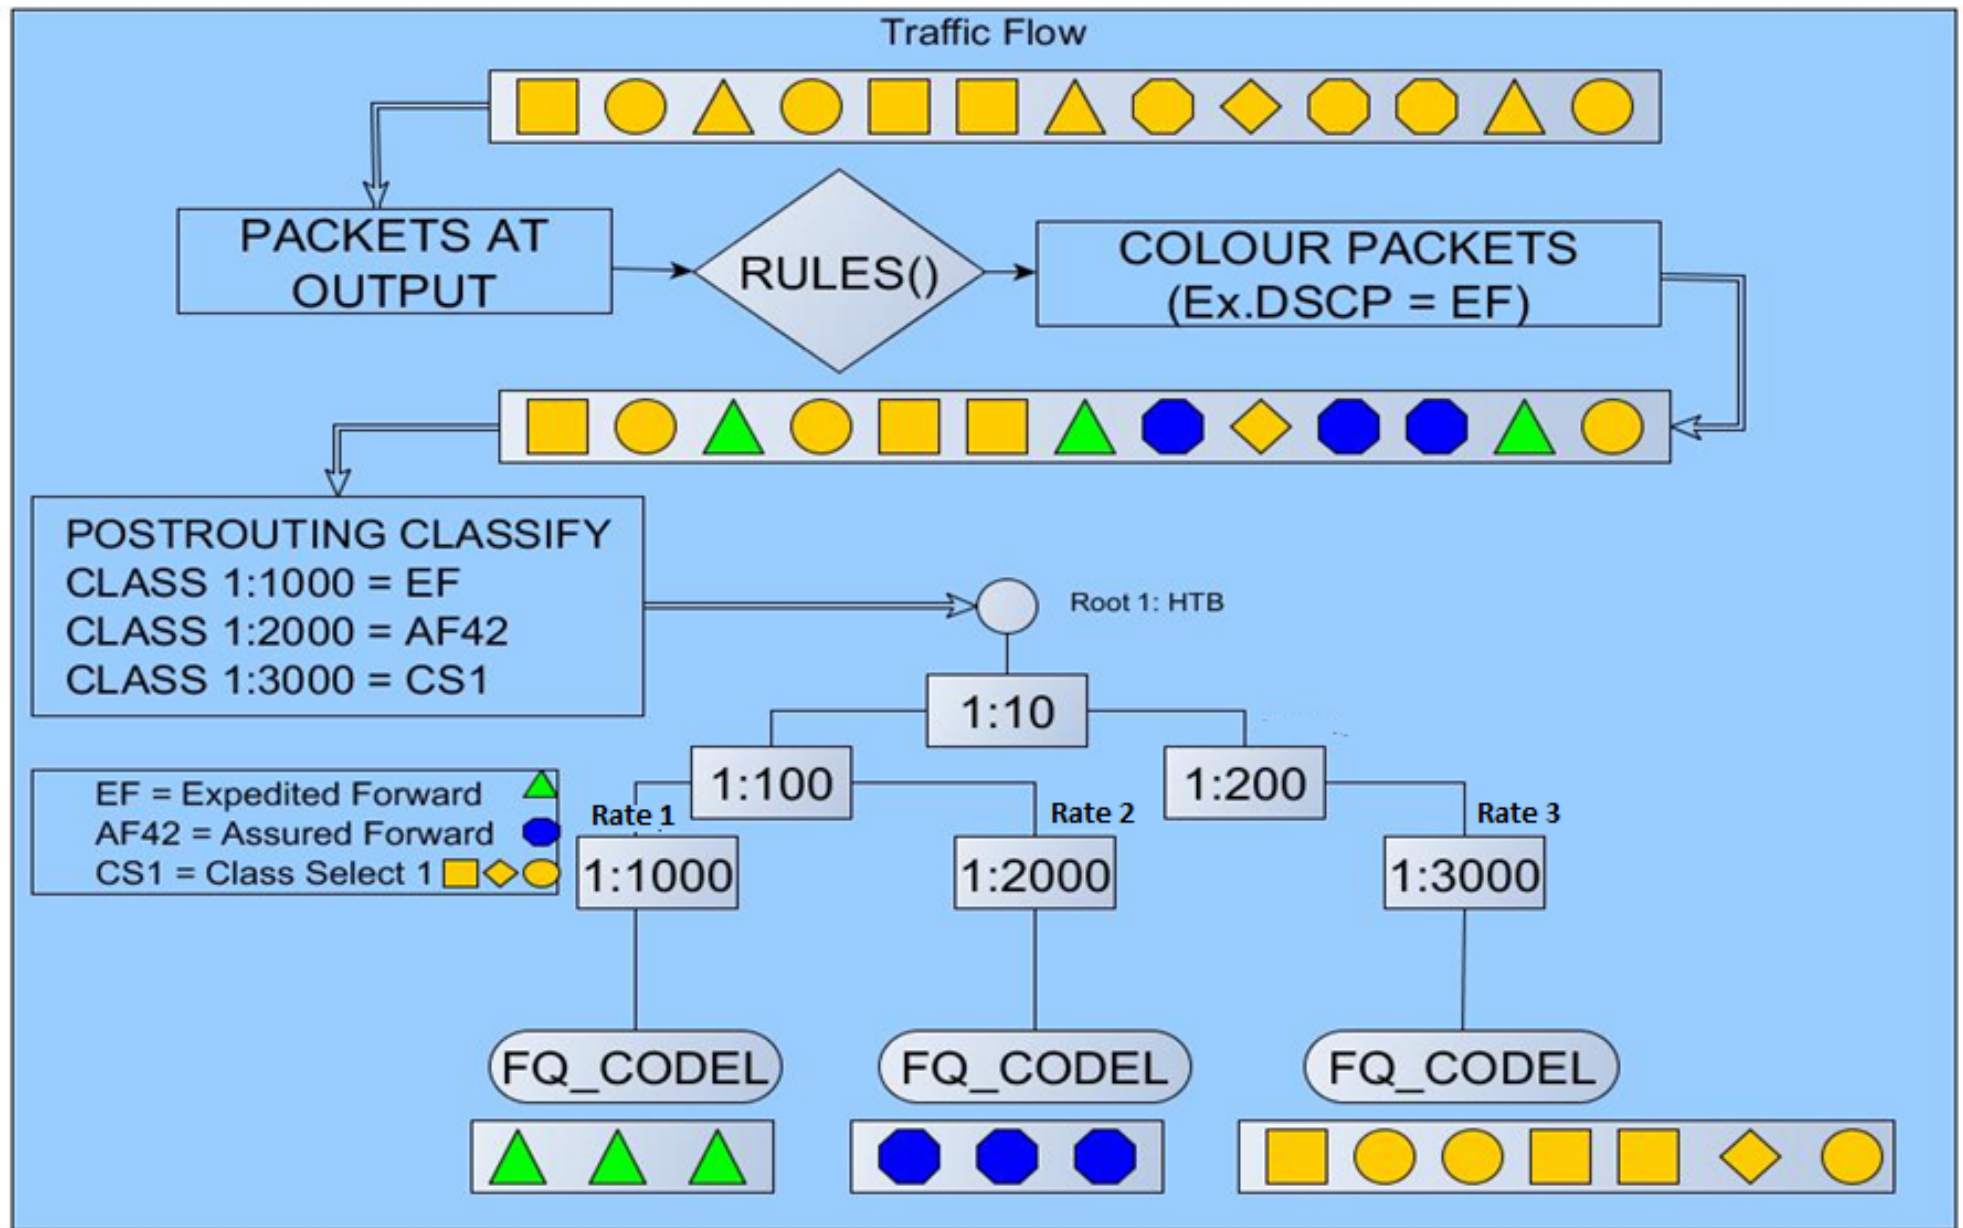 Traffic Flow
PACKETS AT
OUTPUT
RULES()
COLOUR PACKETS
(Ex.DSCP = EF)
POSTROUTING CLASSIFY
CLASS 1:1000 = EF
CLASS 1:2000 = AF42
CLASS 1:3000 = CS1
Root 1: HTB
1:10
1:100
1:200
EF = Expedited Forward
AF42 = Assured Forward
CS1 = Class Select 1
Rate 1
Rate 2
Rate 3
1:1000
1:2000
1:3000
FQ_CODEL
FQ_CODEL
FQ_CODEL